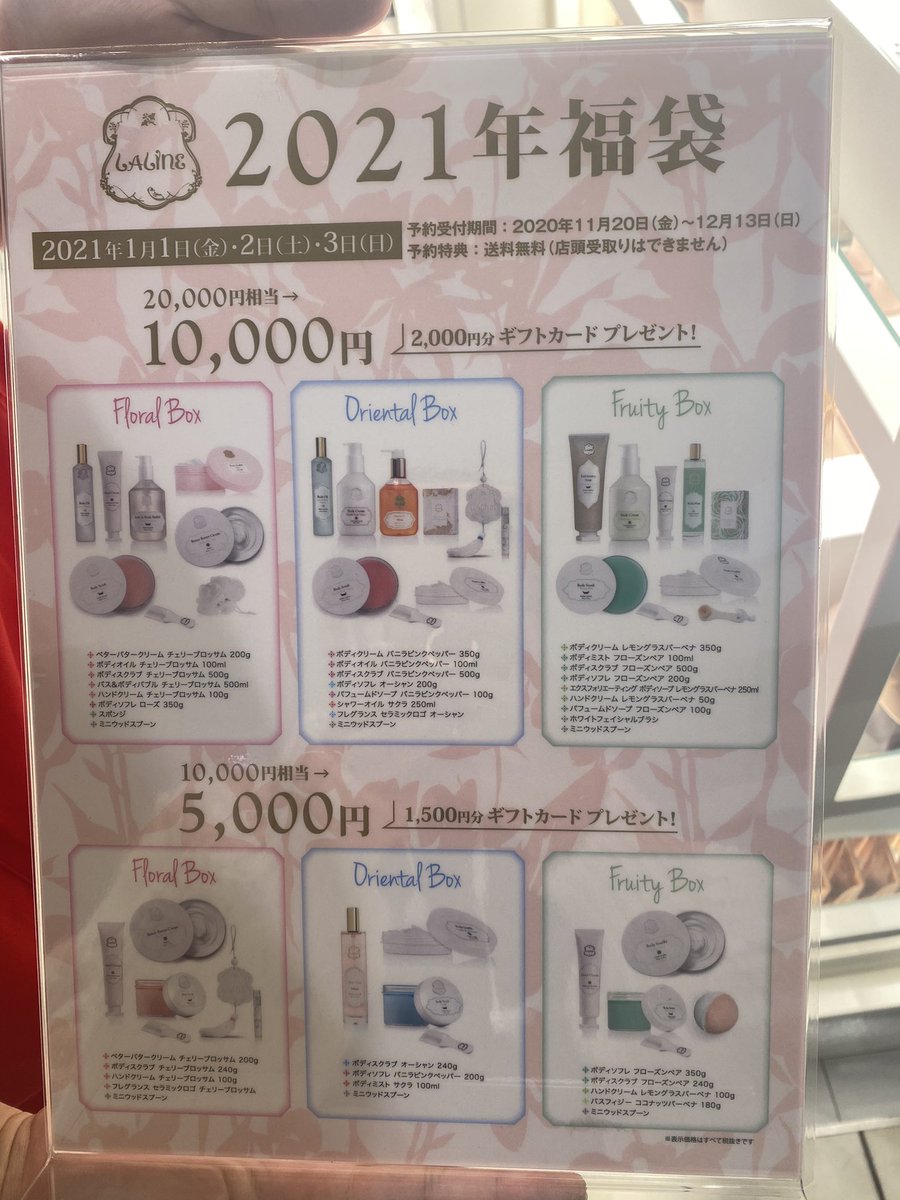 LALINE
2021年福袋
2021年1月1日(金)・2日(土)・3日(日)
予約受付期間：2020年11月20日(金)～12月13日(日)
予約特典：送料無料(店頭受取りはできません)
20,000円相当→
10,000円
2,000円分 ギフトカード プレゼント!
Floral Box
ベターバタークリーム チェリーブロッサム 200g
ボディオイル チェリーブロッサム 100ml
ボディスクラブ チェリーブロッサム 500g
バス&ボディバブル チェリーブロッサム 500ml
ハンドクリーム チェリーブロッサム 100g
ボディソフレ ローズ 350g
スポンジ
ミニウッドスプーン
Oriental Box
ボディクリーム バニラピンクペッパー 350g
ボディオイル バニラピンクペッパー 100ml
ボディスクラブ バニラピンクペッパー 500g
ボディソフレ オーシャン 200g
パフュームドソープ バニラピンクペッパー 100g
シャワーオイル サクラ 250ml
フレグランス セラミックロゴ オーシャン
ミニウッドスプーン
Fruity Box
ボディクリーム レモングラスバーベナ 350g
ボディミスト フローズンペア 100ml
ボディスクラブ フローズンペア 500g
ボディソフレ フローズンペア 200g
エクスフォリエーティング ボディソープ レモングラスバーベナ 250ml
ハンドクリーム レモングラスバーベナ 50g
パフュームドソープ フローズンペア 100g
ホワイトフェイシャルブラシ
ミニウッドスプーン
10,000円相当→
5,000円
1,500円分 ギフトカード プレゼント!
Floral Box
ベターバタークリーム チェリーブロッサム 200g
ボディスクラブ チェリーブロッサム 240g
ハンドクリーム チェリーブロッサム 100g
フレグランス セラミックロゴ チェリーブロッサム
ミニウッドスプーン
Oriental Box
ボディスクラブ オーシャン 240g
ボディソフレ バニラピンクペッパー 200g
ボディミスト サクラ 100ml
ミニウッドスプーン
Fruity Box
ボディソフレ フローズンペア 350g
ボディスクラブ フローズンペア 240g
ハンドクリーム レモングラスバーベナ 100g
バスフィジー ココナッツバーベナ 180g
ミニウッドスプーン
※表示価格はすべて税抜きです